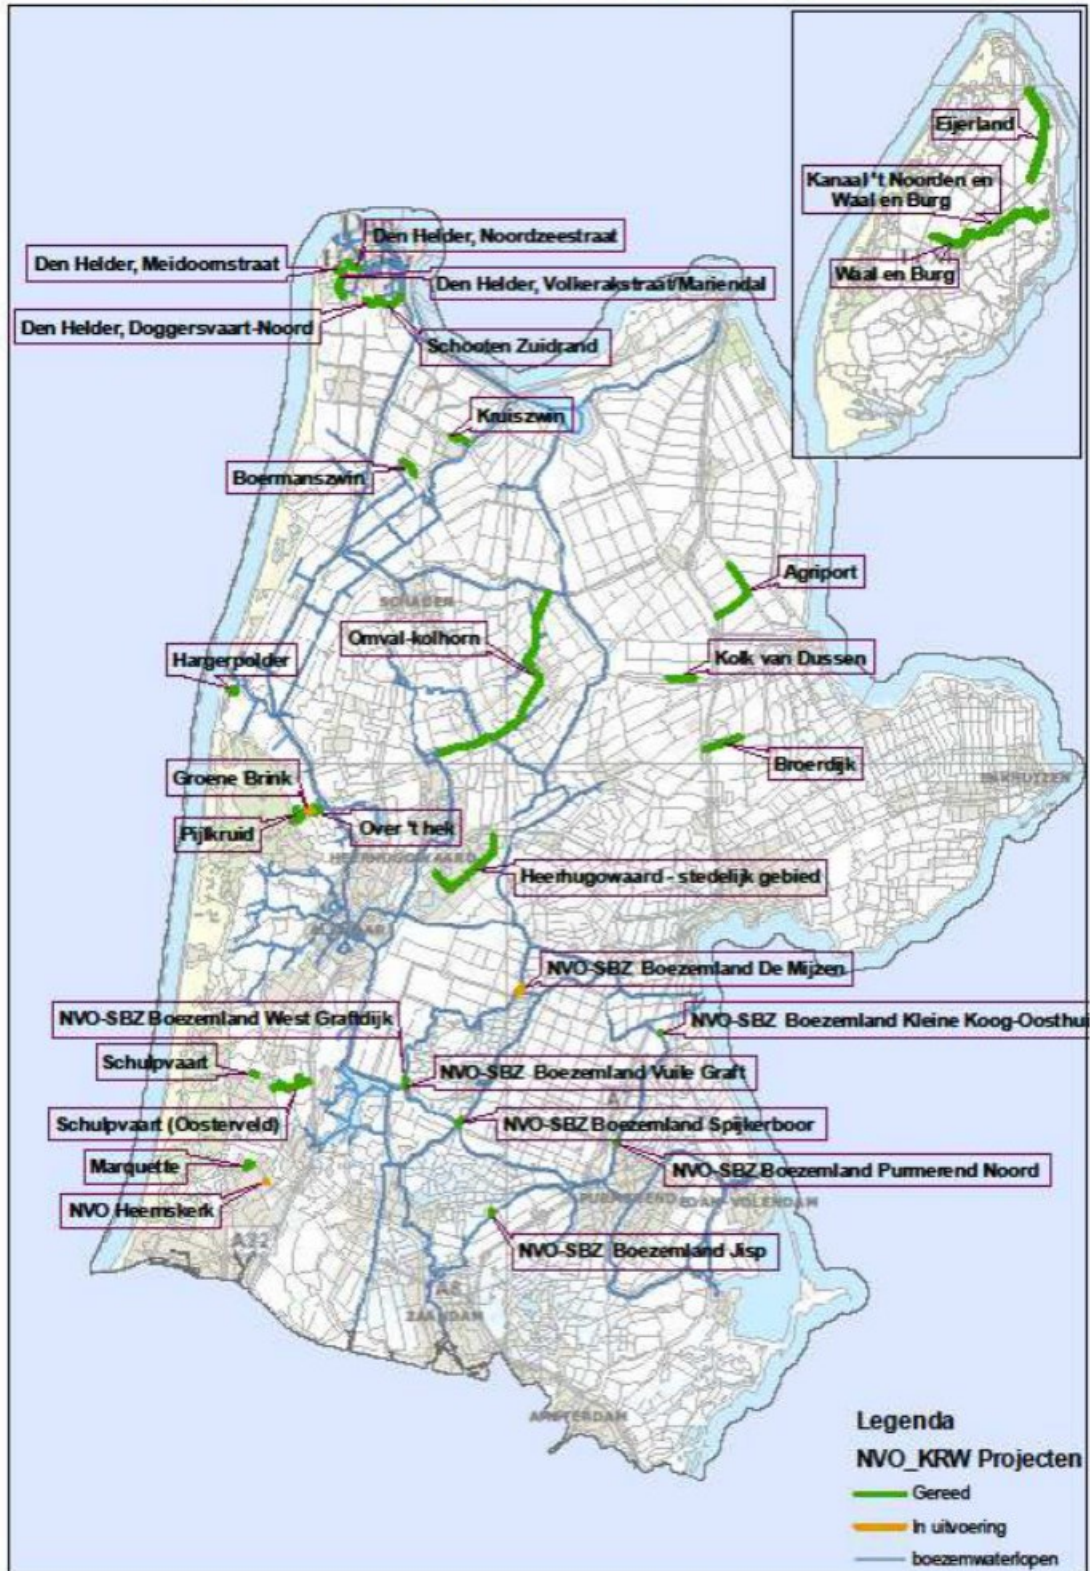 Eijerland
Kanaal 't Noorden en
Waal en Burg
Waal en Burg
Den Helder, Noordzeestraat
Den Helder, Meidoornstraat
Den Helder, Volkerakstraat/Mariendal
Den Helder, Doggersvaart-Noord
Schooten Zuidrand
Kruiszwin
Boermanszwin
Agriport
SCHAGEN
Omval-kolhorn
Hargerpolder
Kolk van Dussen
Broerdijk
ENKHUIZEN
Groene Brink
Pijlkruid
Over 't hek
HEERHUGOWAARD
Heerhugowaard - stedelijk gebied
ALKMAAR
NVO-SBZ Boezemland De Mijzen
NVO-SBZ Boezemland West Graftdijk
NVO-SBZ Boezemland Kleine Koog-Oosthui
Schulpvaart
NVO-SBZ Boezemland Vuile Graft
Schulpvaart (Oosterveld)
NVO-SBZ Boezemland Spijkerboor
Marquette
NVO-SBZ Boezemland Purmerend Noord
NVO Heemskerk
PURMEREND
EDAM-VOLENDAM
A22
NVO-SBZ Boezemland Jisp
A8
ZAANDAM
AMSTERDAM
Legenda
NVO_KRW Projecten
Gereed
In uitvoering
boezemwaterlopen